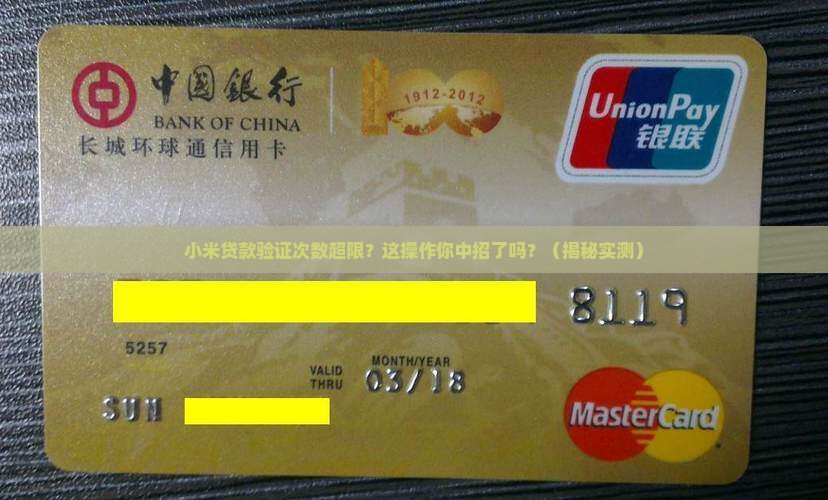 中國銀行
BANK OF CHINA
长城环球通信用卡
1912-2012
UnionPay
银联
小米贷款验证次数超限？这操作你中招了吗？（揭秘实测）
8119
5257
VALID
THRU
MONTH/YEAR
03/18
SUN
MasterCard